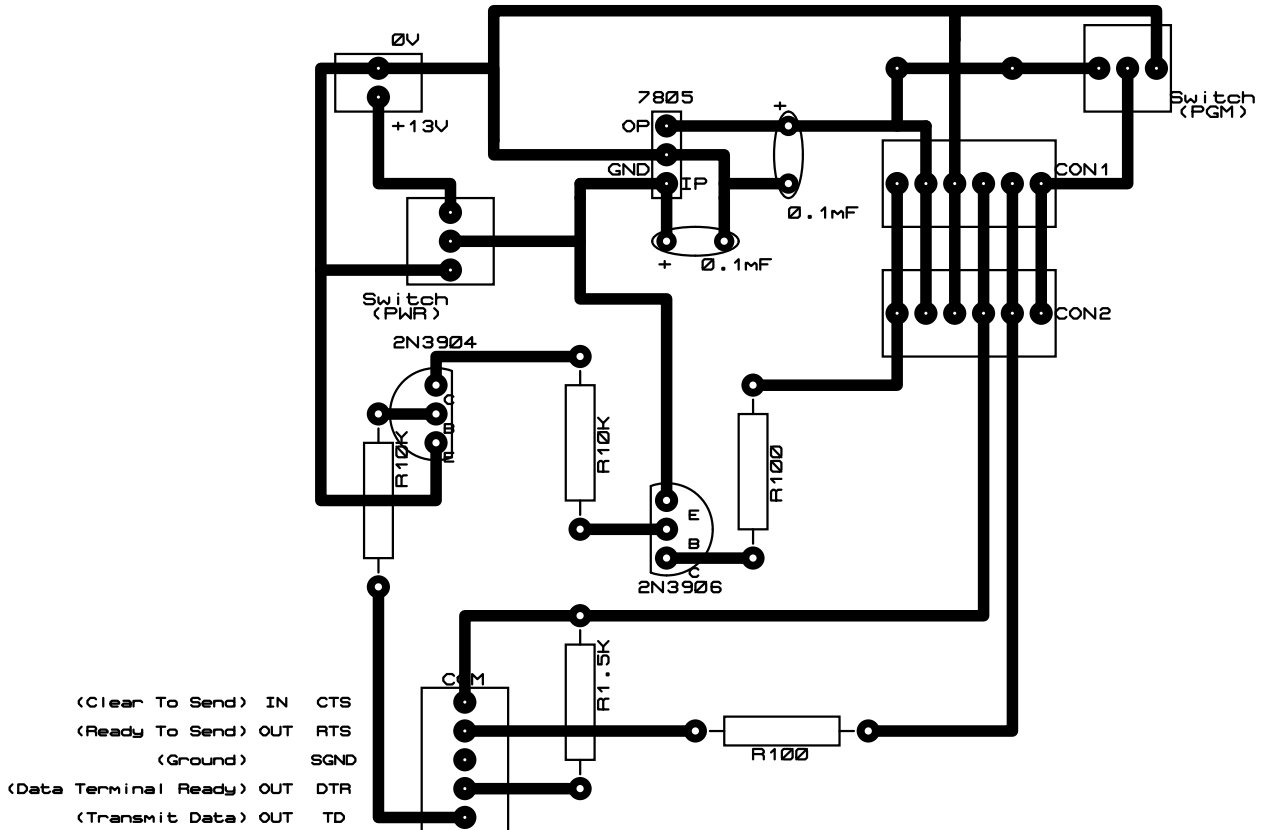 0V
+13V
7805
OP
GND
IP
+
0.1mF
+
0.1mF
Switch
(PGM)
CON1
CON2
Switch
(PWR)
2N3904
C
B
E
R10K
R10K
R100
E
B
C
2N3906
R1.5K
R100
COM
(Clear To Send) IN CTS
(Ready To Send) OUT RTS
(Ground) SGND
(Data Terminal Ready) OUT DTR
(Transmit Data) OUT TD